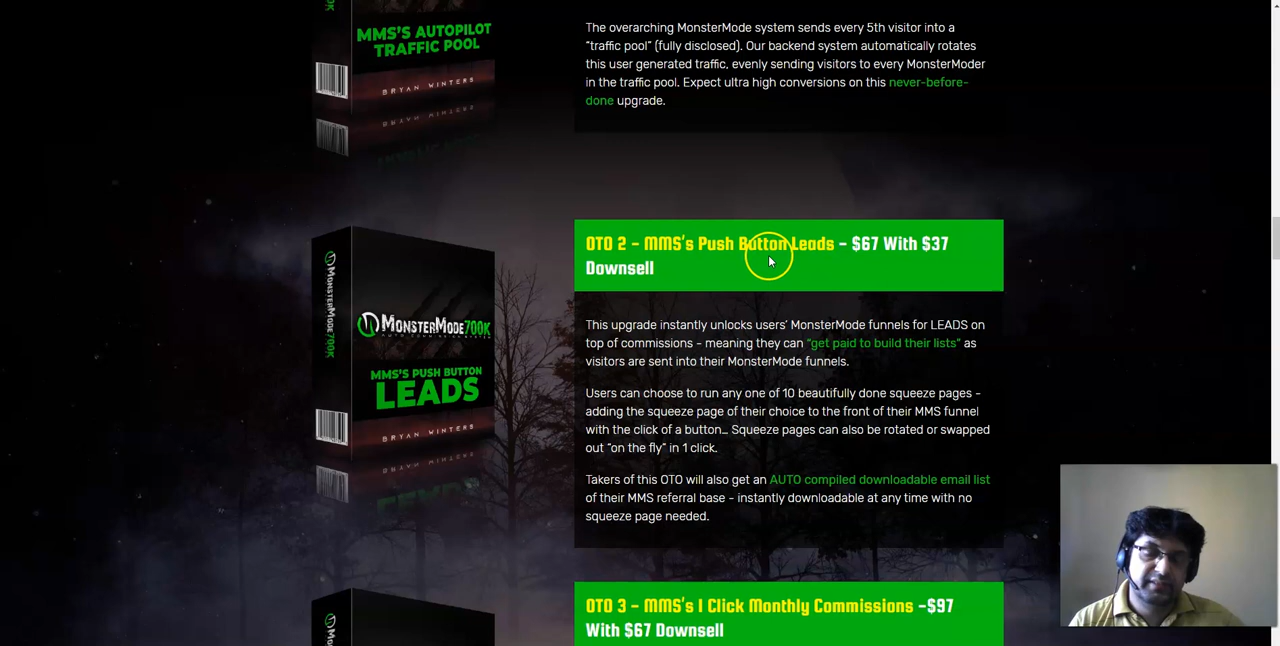 MMS'S AUTOPILOT
TRAFFIC POOL
BRYAN WINTERS
The overarching MonsterMode system sends every 5th visitor into a
“traffic pool” (fully disclosed). Our backend system automatically rotates
this user generated traffic, evenly sending visitors to every MonsterModer
in the traffic pool. Expect ultra high conversions on this never-before-
done upgrade.
OTO 2 - MMS's Push Button Leads - $67 With $37
Downsell
MONSTERMODE700K
MONSTERMODE700K
AUTO COMMISSION SYSTEM
MMS'S PUSH BUTTON
LEADS
BRYAN WINTERS
This upgrade instantly unlocks users’ MonsterMode funnels for LEADS on
top of commissions - meaning they can “get paid to build their lists” as
visitors are sent into their MonsterMode funnels.
Users can choose to run any one of 10 beautifully done squeeze pages -
adding the squeeze page of their choice to the front of their MMS funnel
with the click of a button… Squeeze pages can also be rotated or swapped
out “on the fly” in 1 click.
Takers of this OTO will also get an AUTO compiled downloadable email list
of their MMS referral base - instantly downloadable at any time with no
squeeze page needed.
OTO 3 - MMS's 1 Click Monthly Commissions -$97
With $67 Downsell